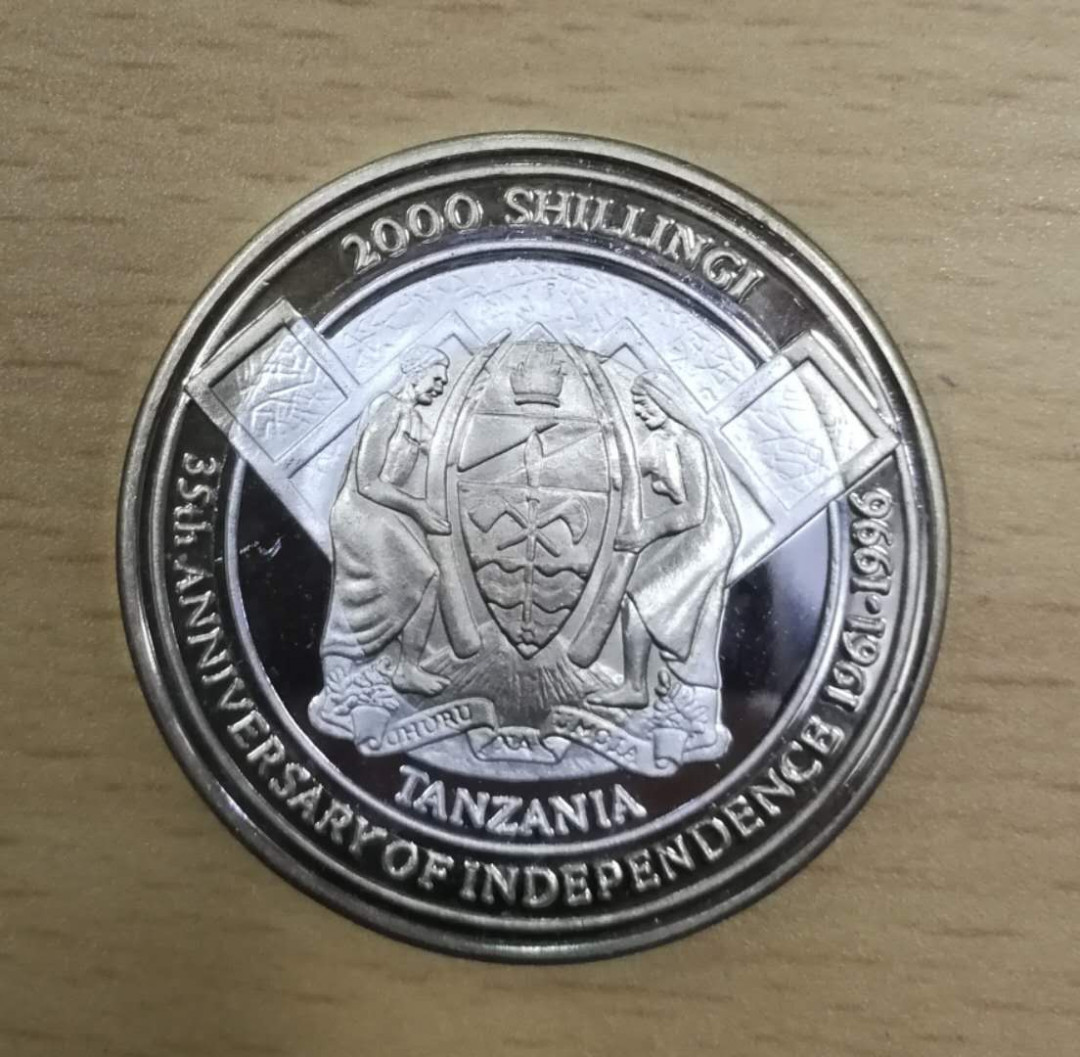 2000 SHILLINGI
UHURU NA UMOJA
TANZANIA
35th ANNIVERSARY OF INDEPENDENCE 1961·1996